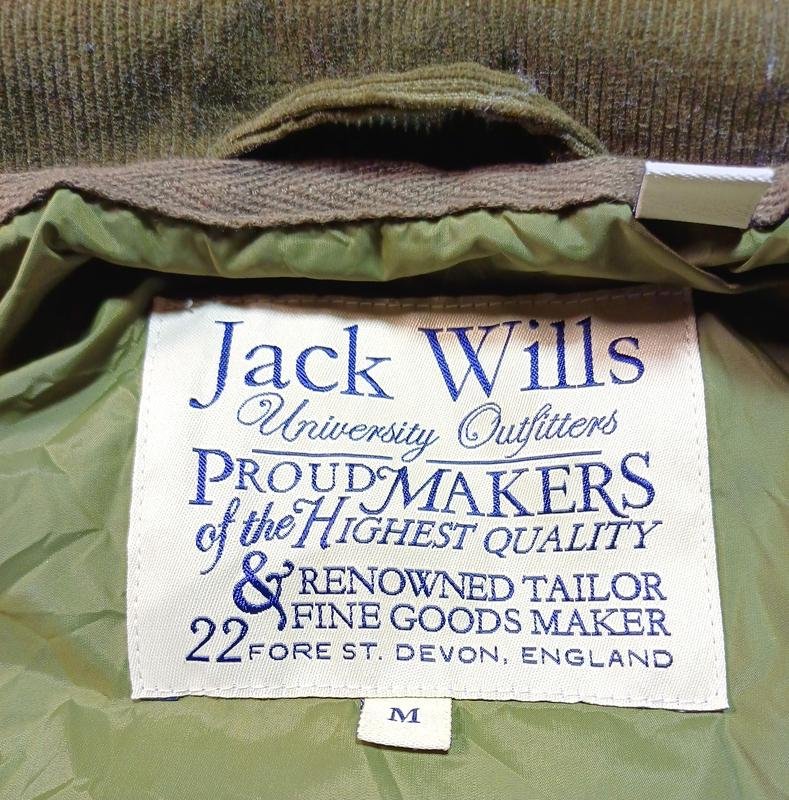 Jack Wills
University Outfitters
PROUD MAKERS
of the HIGHEST QUALITY
& RENOWNED TAILOR
FINE GOODS MAKER
22 FORE ST. DEVON, ENGLAND
M